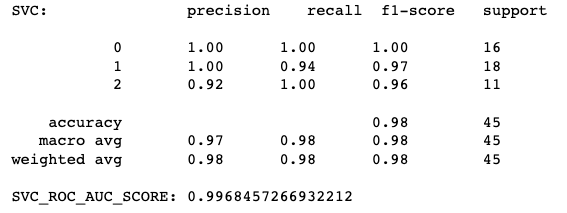 SVC: precision recall f1-score support
0 1.00 1.00 1.00 16
1 1.00 0.94 0.97 18
2 0.92 1.00 0.96 11
accuracy 0.98 45
macro avg 0.97 0.98 0.98 45
weighted avg 0.98 0.98 0.98 45
SVC_ROC_AUC_SCORE: 0.9968457266932212